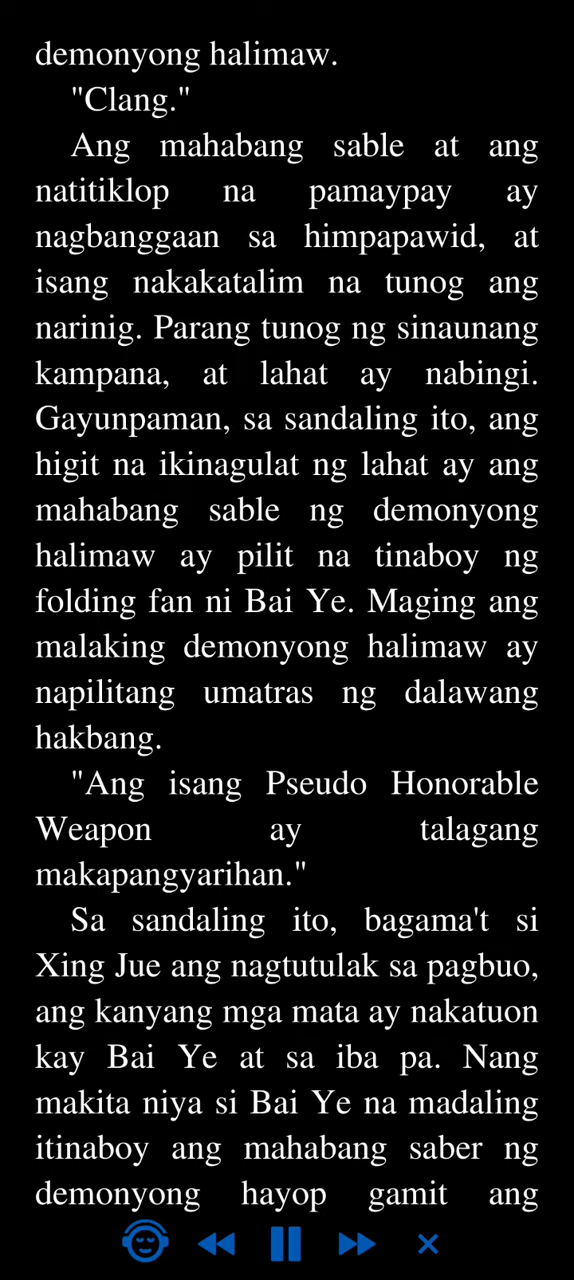 demonyong halimaw.
"Clang."
Ang mahabang sable at ang
natitiklop na pamaypay ay
nagbanggaan sa himpapawid, at
isang nakakatalim na tunog ang
narinig. Parang tunog ng sinaunang
kampana, at lahat ay nabingi.
Gayunpaman, sa sandaling ito, ang
higit na ikinagulat ng lahat ay ang
mahabang sable ng demonyong
halimaw ay pilit na tinaboy ng
folding fan ni Bai Ye. Maging ang
malaking demonyong halimaw ay
napilitang umatras ng dalawang
hakbang.
"Ang isang Pseudo Honorable
Weapon ay talagang
makapangyarihan."
Sa sandaling ito, bagama't si
Xing Jue ang nagtutulak sa pagbuo,
ang kanyang mga mata ay nakatuon
kay Bai Ye at sa iba pa. Nang
makita niya si Bai Ye na madaling
itinaboy ang mahabang saber ng
demonyong hayop gamit ang